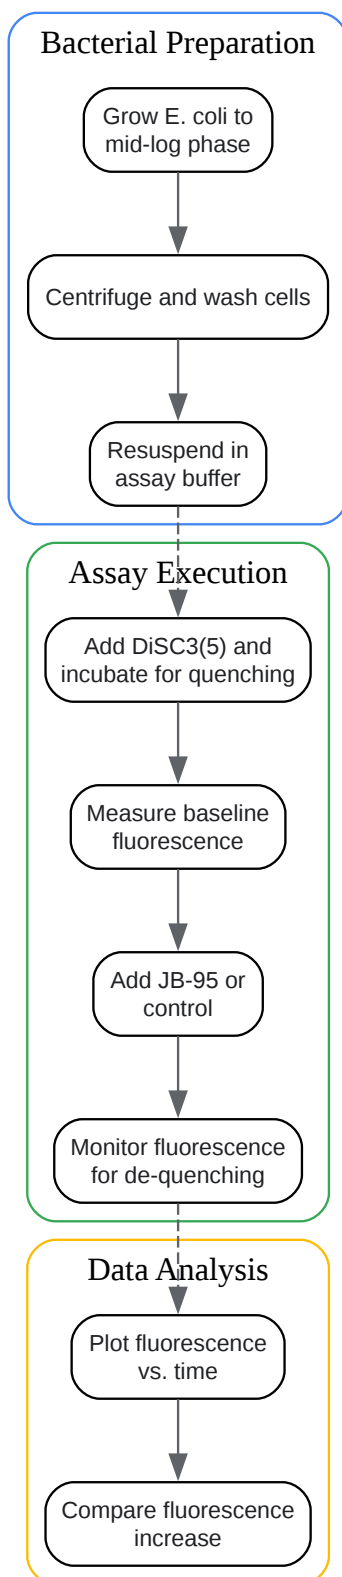 Bacterial Preparation
Grow E. coli to
mid-log phase
Centrifuge and wash cells
Resuspend in
assay buffer
Assay Execution
Add DiSC3(5) and
incubate for quenching
Measure baseline
fluorescence
Add JB-95 or
control
Monitor fluorescence
for de-quenching
Data Analysis
Plot fluorescence
vs. time
Compare fluorescence
increase